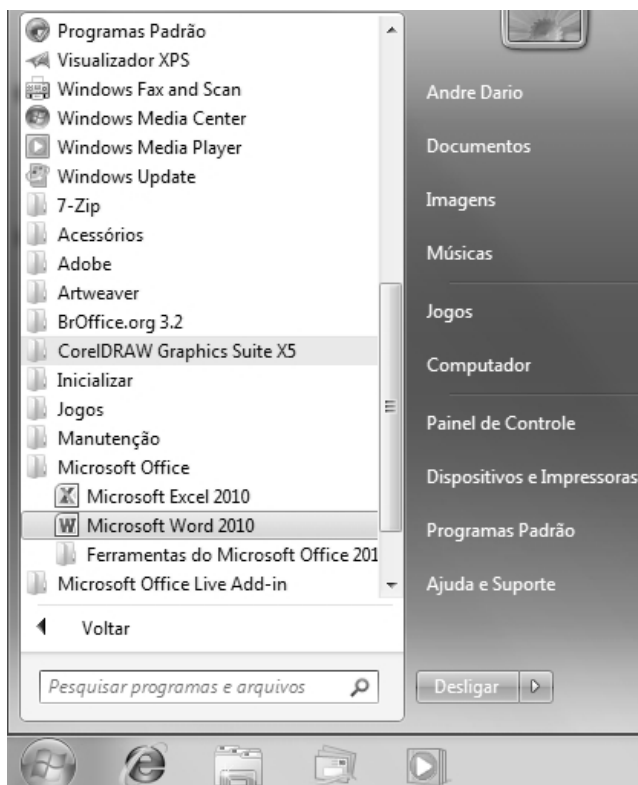 Programas Padrão
Visualizador XPS
Windows Fax and Scan
Windows Media Center
Windows Media Player
Windows Update
7-Zip
Acessórios
Adobe
Artweaver
BrOffice.org 3.2
CorelDRAW Graphics Suite X5
Inicializar
Jogos
Manutenção
Microsoft Office
Microsoft Excel 2010
Microsoft Word 2010
Ferramentas do Microsoft Office 201
Microsoft Office Live Add-in
Voltar
Pesquisar programas e arquivos
Andre Dario
Documentos
Imagens
Músicas
Jogos
Computador
Painel de Controle
Dispositivos e Impressoras
Programas Padrão
Ajuda e Suporte
Desligar